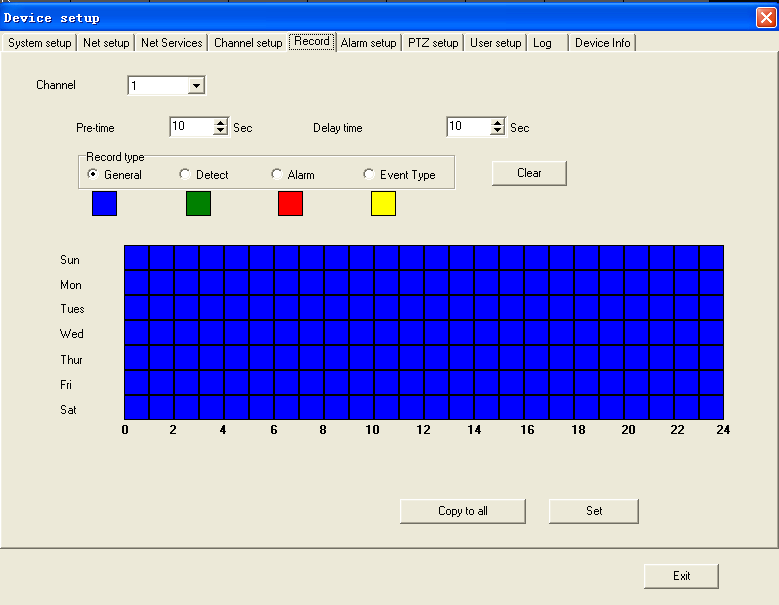 Device setup
System setup Net setup Net Services Channel setup Record Alarm setup PTZ setup User setup Log Device Info
Channel 1
Pre-time 10 Sec Delay time 10 Sec
Record type
General Detect Alarm Event Type Clear
Sun
Mon
Tues
Wed
Thur
Fri
Sat
0 2 4 6 8 10 12 14 16 18 20 22 24
Copy to all Set
Exit